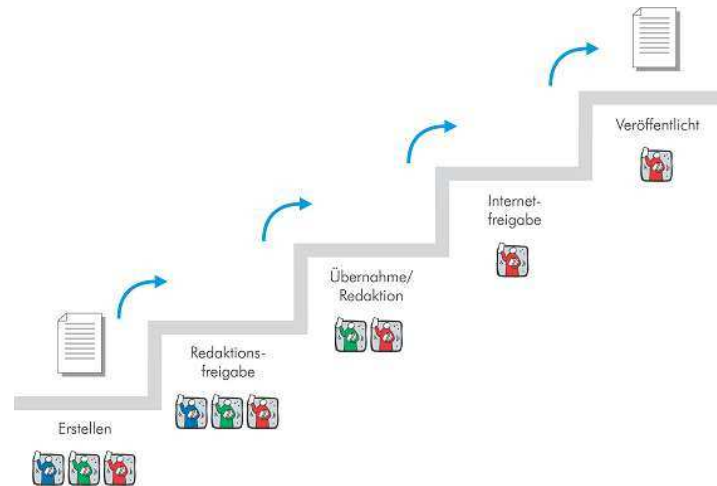 Veröffentlicht
Internet-
freigabe
Übernahme/
Redaktion
Redaktions-
freigabe
Erstellen